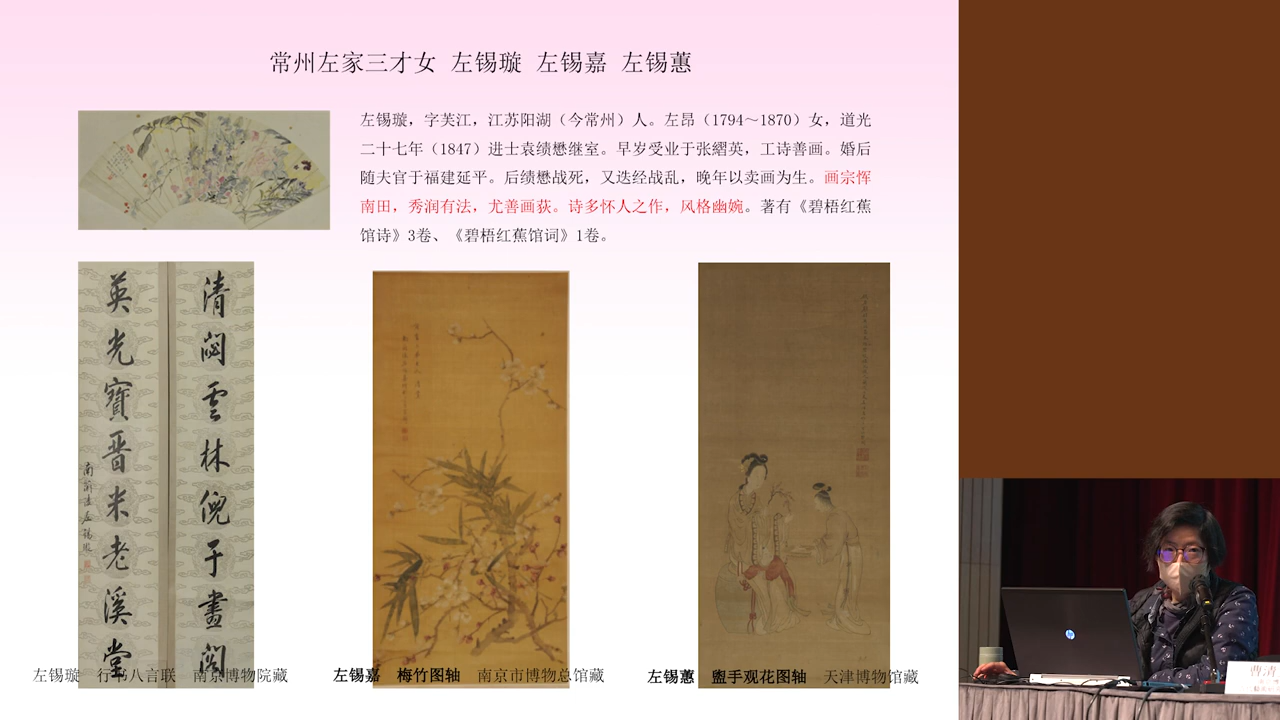 常州左家三才女 左锡璇 左锡嘉 左锡蕙
左锡璇，字芙江，江苏阳湖（今常州）人。左昂（1794～1870）女，道光
二十七年（1847）进士袁绩懋继室。早岁受业于张䌌英，工诗善画。婚后
随夫官于福建延平。后绩懋战死，又迭经战乱，晚年以卖画为生。画宗恽
南田，秀润有法，尤善画荻。诗多怀人之作，风格幽婉。著有《碧梧红蕉
馆诗》3卷、《碧梧红蕉馆词》1卷。
清閟雲林倪于畫閣
英光寶晋米老溪堂
左锡璇 行书八言联 南京博物院藏
左锡嘉 梅竹图轴 南京市博物总馆藏
左锡蕙 盥手观花图轴 天津博物馆藏
hp
曹清